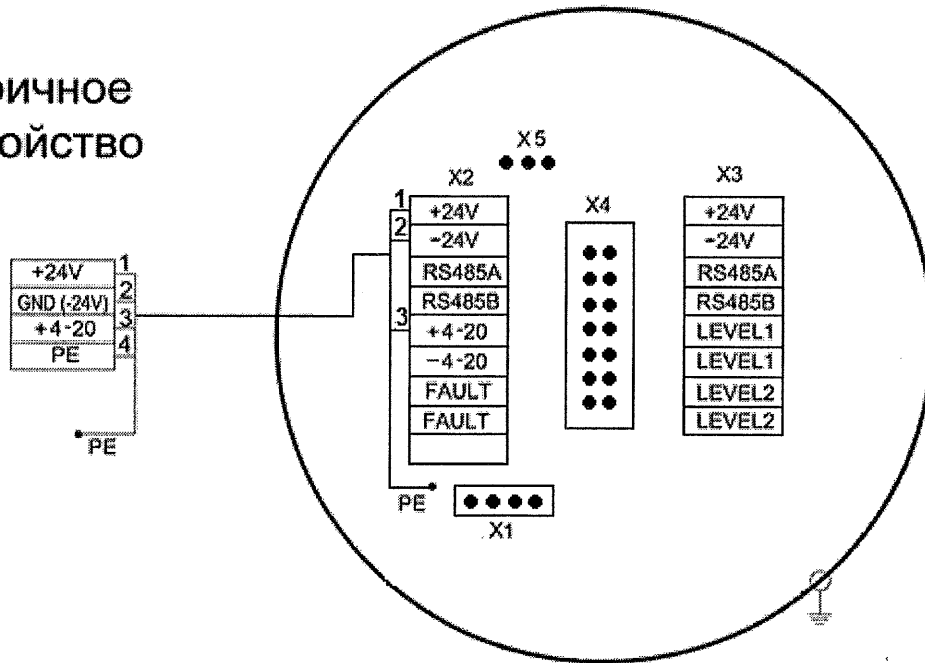 ричное
ройство
+24V 1
GND (-24V) 2
+4-20 3
PE 4
PE
X5
X2
1 +24V
2 -24V
RS485A
RS485B
3 +4-20
-4-20
FAULT
FAULT
PE
X1
X4
X3
+24V
-24V
RS485A
RS485B
LEVEL1
LEVEL1
LEVEL2
LEVEL2